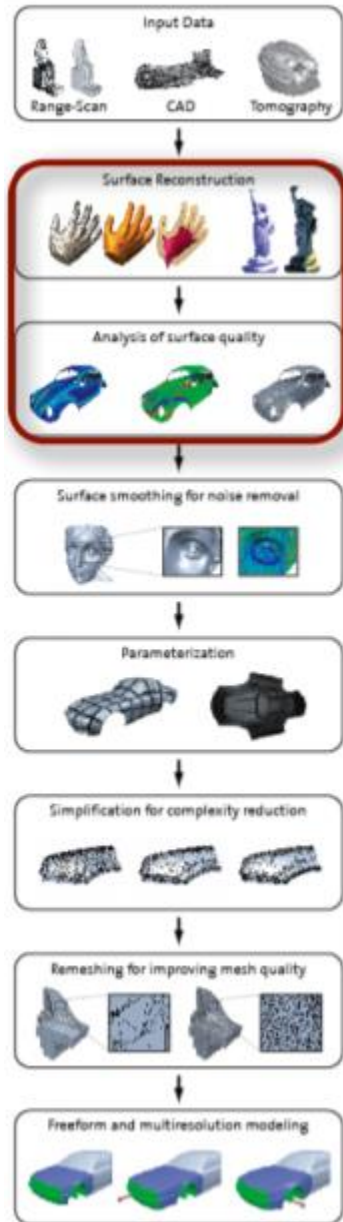 Input Data
Range-Scan CAD Tomography
Surface Reconstruction
Analysis of surface quality
Surface smoothing for noise removal
Parameterization
Simplification for complexity reduction
Remeshing for improving mesh quality
Freeform and multiresolution modeling